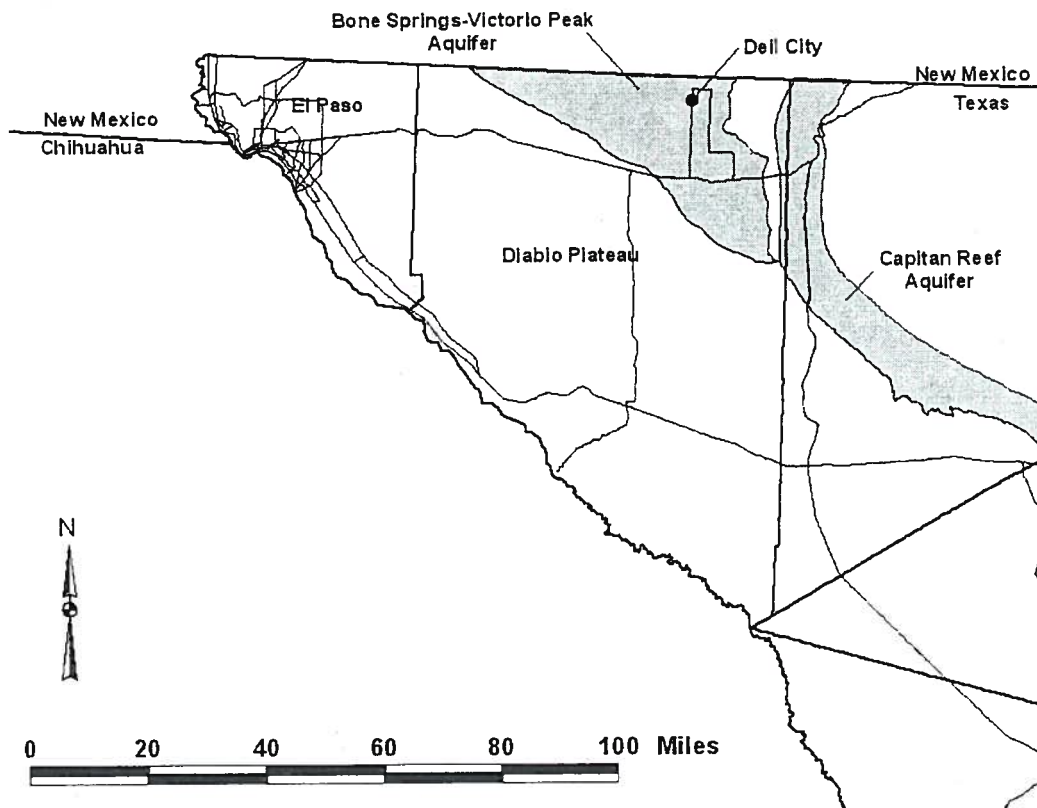 Bone Springs-Victorio Peak
Aquifer
Dell City
New Mexico
Texas
El Paso
New Mexico
Chihuahua
Diablo Plateau
Capitan Reef
Aquifer
N
0 20 40 60 80 100 Miles